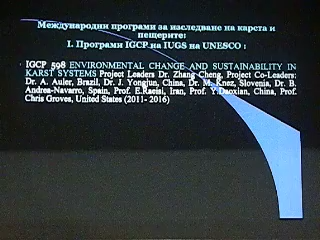 Международни програми за изследване на карста и
пещерите:
I. Програми IGCP на IUGS на UNESCO :
IGCP 598 ENVIRONMENTAL CHANGE AND SUSTAINABILITY IN
KARST SYSTEMS Project Leaders Dr. Zhang Cheng, Project Co-Leaders:
Dr. A. Auler, Brazil, Dr. J. Yongjun, China, Dr. M. Knez, Slovenia, Dr. B.
Andrea-Navarro, Spain, Prof. E.Raeisi, Iran, Prof. Y.Daoxian, China, Prof.
Chris Groves, United States (2011- 2016)